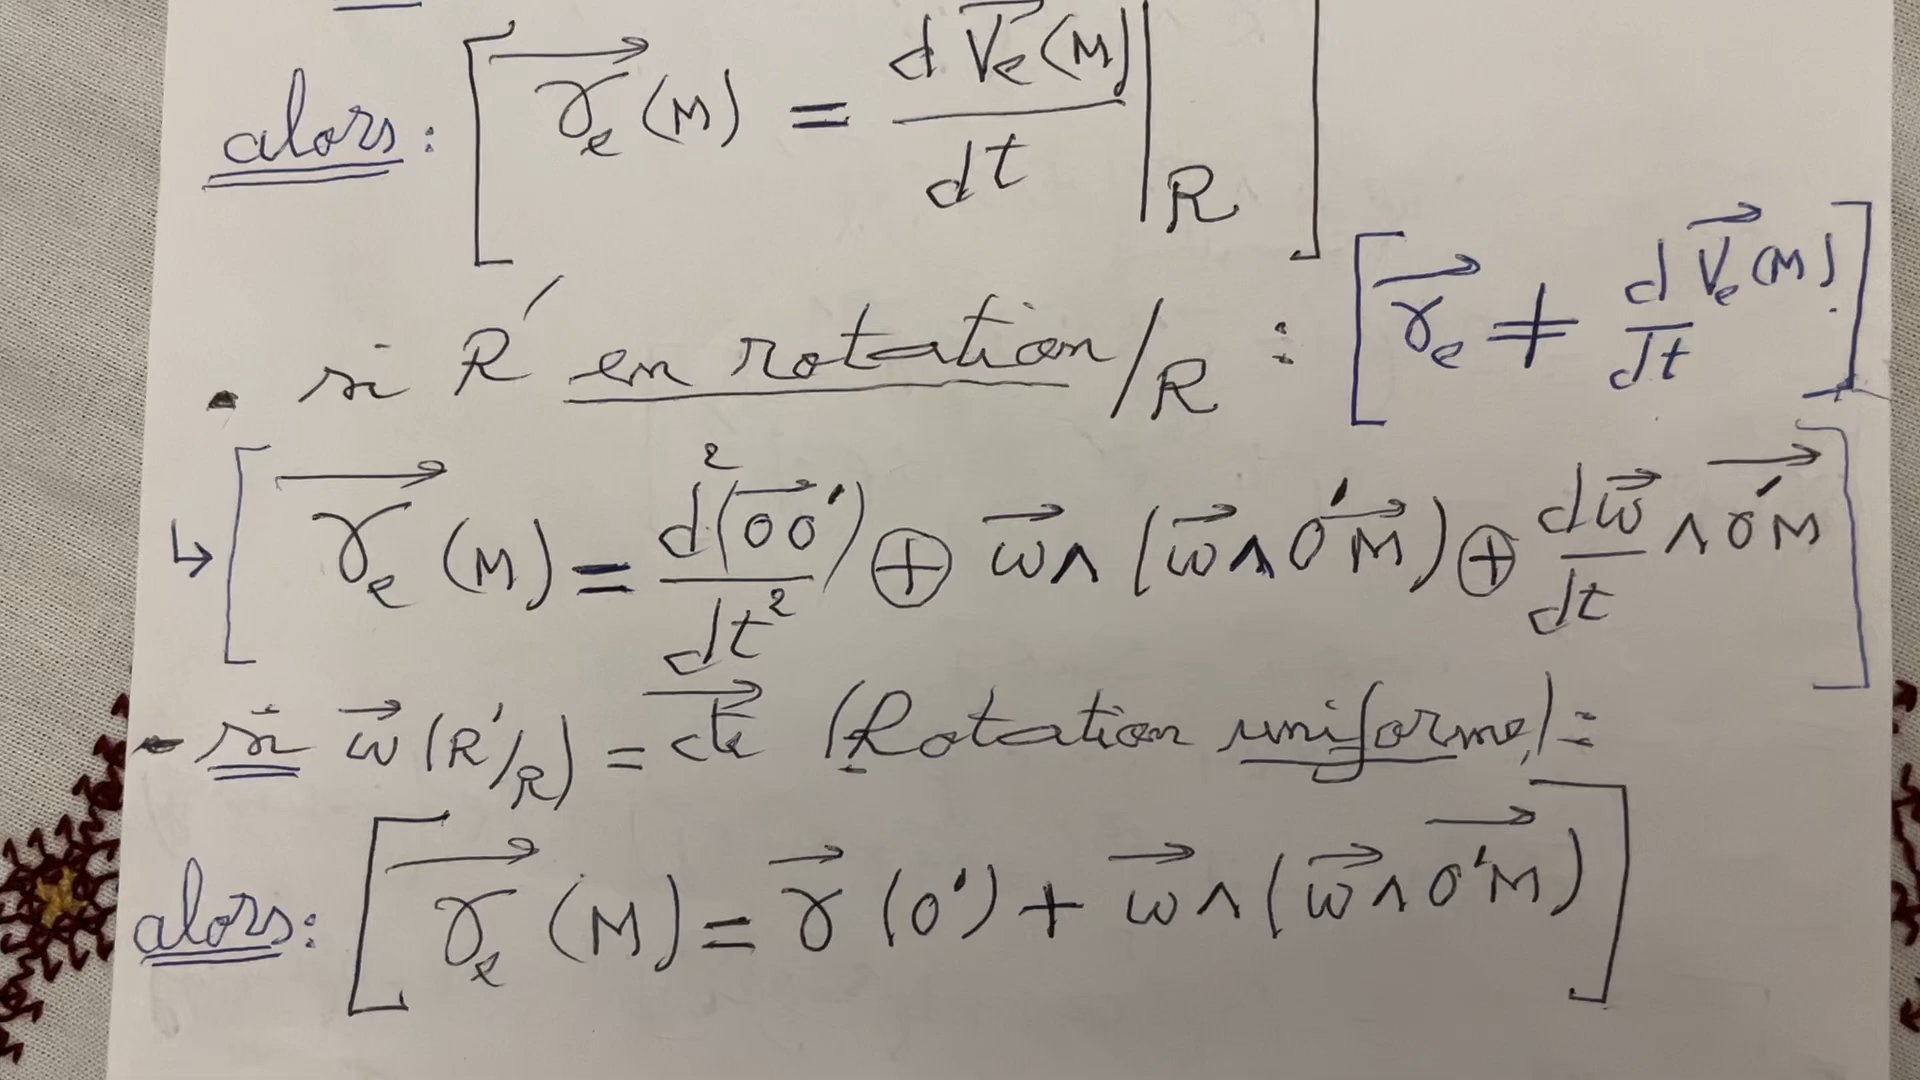 alors : [ γₑ⃗(M) = dVₑ⃗(M)/dt |R ]
• si R' en rotation/R : [ γₑ⃗ ≠ dVₑ⃗(M)/dt ]
↳ [ γₑ⃗(M) = d²(OO'⃗)/dt² ⊕ ω⃗ ∧ (ω⃗ ∧ O'M⃗) ⊕ dω⃗/dt ∧ O'M⃗ ]
- si ω⃗(R'/R) = cte⃗ (Rotation uniforme) :
alors : [ γₑ⃗(M) = γ⃗(O') + ω⃗ ∧ (ω⃗ ∧ O'M⃗) ]